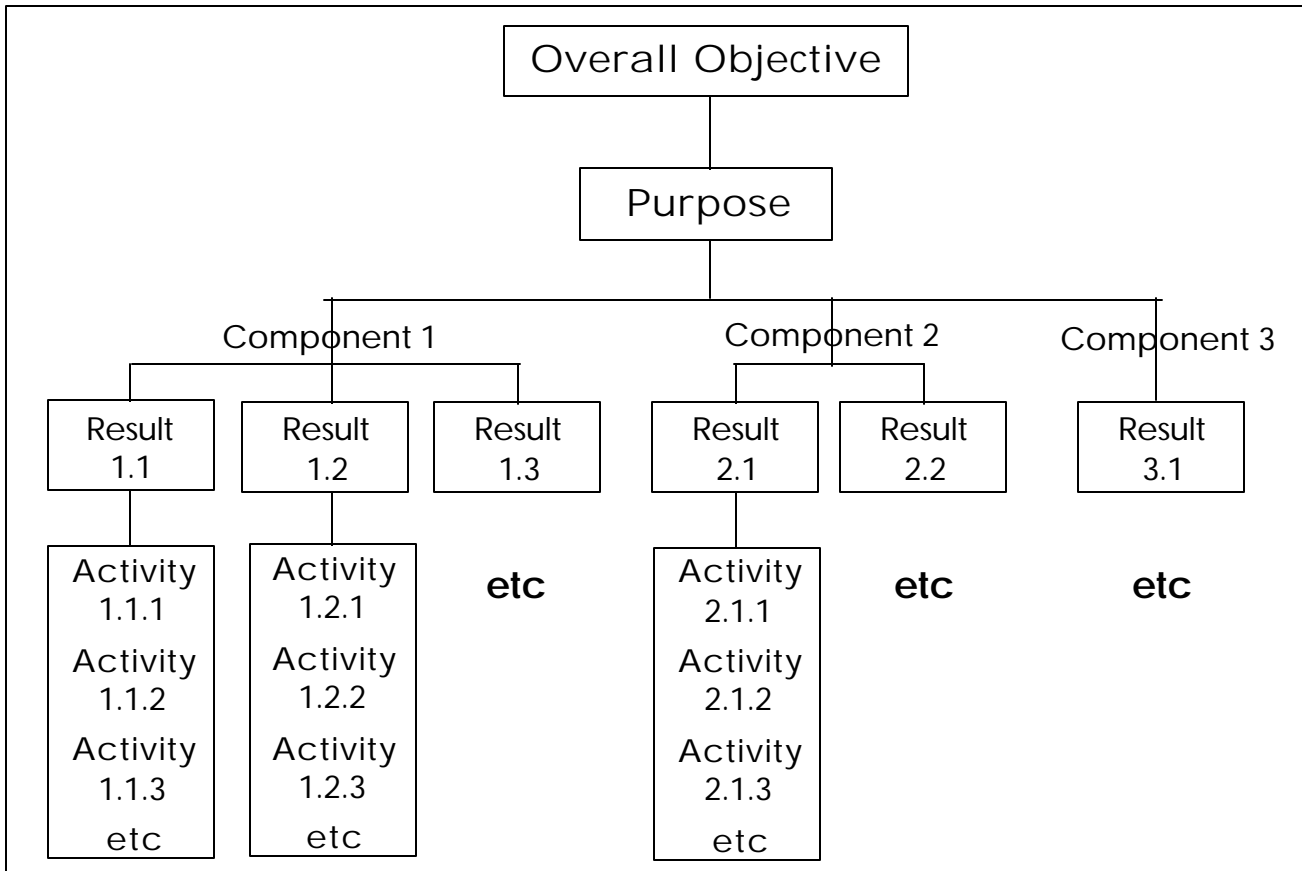 Overall Objective
Purpose
Component 1
Component 2
Component 3
Result
1.1
Result
1.2
Result
1.3
Result
2.1
Result
2.2
Result
3.1
Activity
1.1.1
Activity
1.1.2
Activity
1.1.3
etc
Activity
1.2.1
Activity
1.2.2
Activity
1.2.3
etc
etc
Activity
2.1.1
Activity
2.1.2
Activity
2.1.3
etc
etc
etc